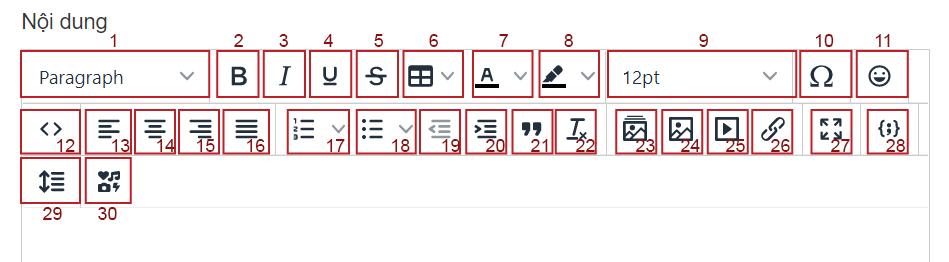 Nội dung
1 2 3 4 5 6 7 8 9 10 11
Paragraph B I U S A 12pt Ω
12 13 14 15 16 17 18 19 20 21 22 23 24 25 26 27 28
29 30